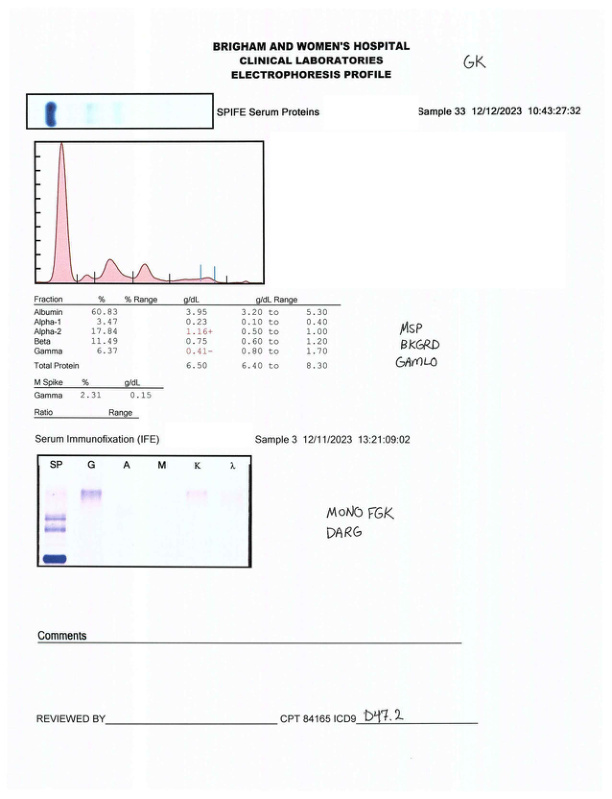 BRIGHAM AND WOMEN'S HOSPITAL
CLINICAL LABORATORIES
ELECTROPHORESIS PROFILE
GK
SPIFE Serum Proteins Sample 33 12/12/2023 10:43:27:32
Fraction % % Range g/dL g/dL Range
Albumin 60.83 3.95 3.20 to 5.30
Alpha-1 3.47 0.23 0.10 to 0.40
Alpha-2 17.84 1.16+ 0.50 to 1.00
Beta 11.49 0.75 0.60 to 1.20
Gamma 6.37 0.41- 0.80 to 1.70
Total Protein 6.50 6.40 to 8.30
MSP
BKGRD
GAMLO
M Spike % g/dL
Gamma 2.31 0.15
Ratio Range
Serum Immunofixation (IFE) Sample 3 12/11/2023 13:21:09:02
SP G A M K λ
MONO FGK
DARG
Comments
REVIEWED BY CPT 84165 ICD9 D47.2